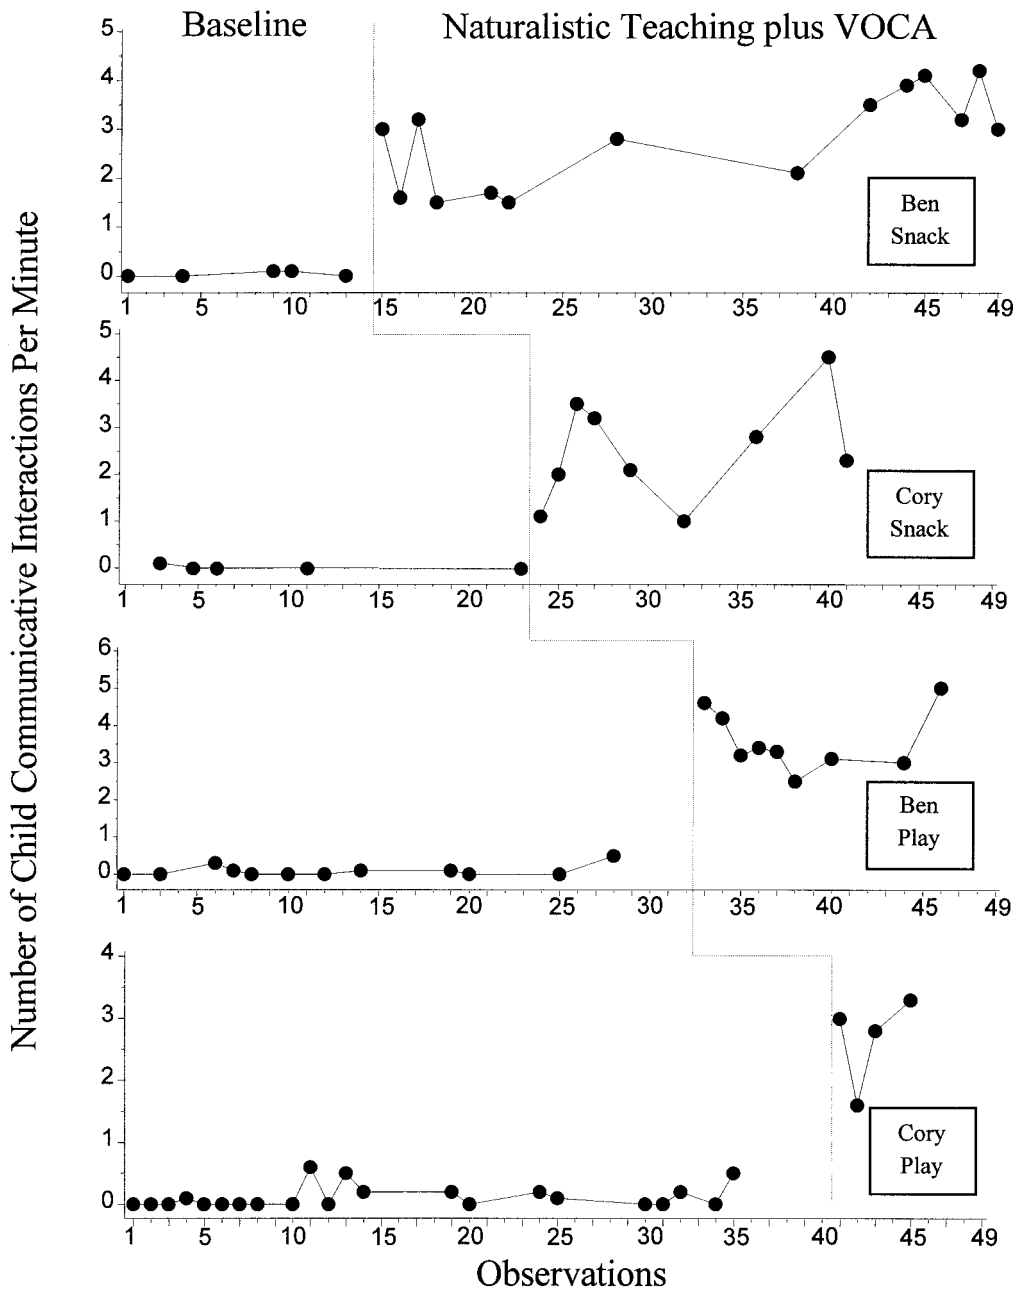 Baseline
Naturalistic Teaching plus VOCA
Number of Child Communicative Interactions Per Minute
5
4
3
2
1
0
1 5 10 15 20 25 30 35 40 45 49
Ben
Snack
5
4
3
2
1
0
1 5 10 15 20 25 30 35 40 45 49
Cory
Snack
6
5
4
3
2
1
0
1 5 10 15 20 25 30 35 40 45 49
Ben
Play
4
3
2
1
0
1 5 10 15 20 25 30 35 40 45 49
Cory
Play
Observations